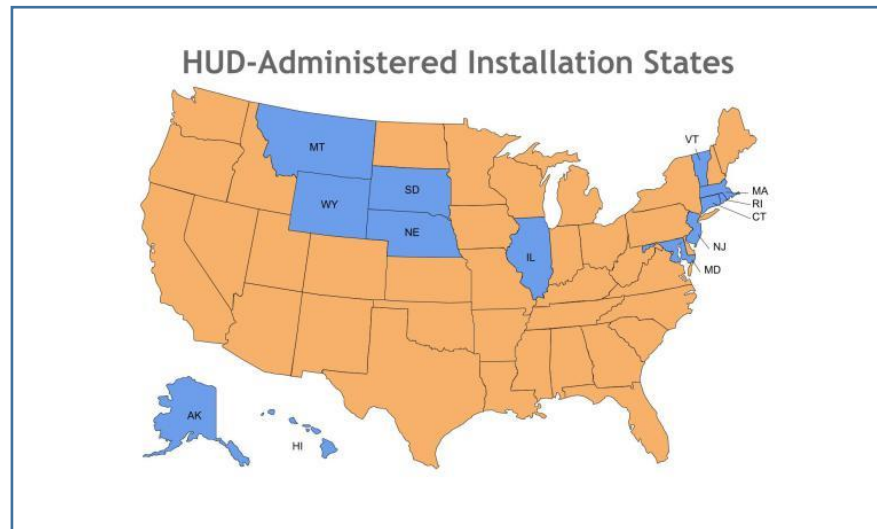 HUD-Administered Installation States
VT
MT
SD
MA
WY
RI
CT
NE
NJ
IL
MD
AK
HI